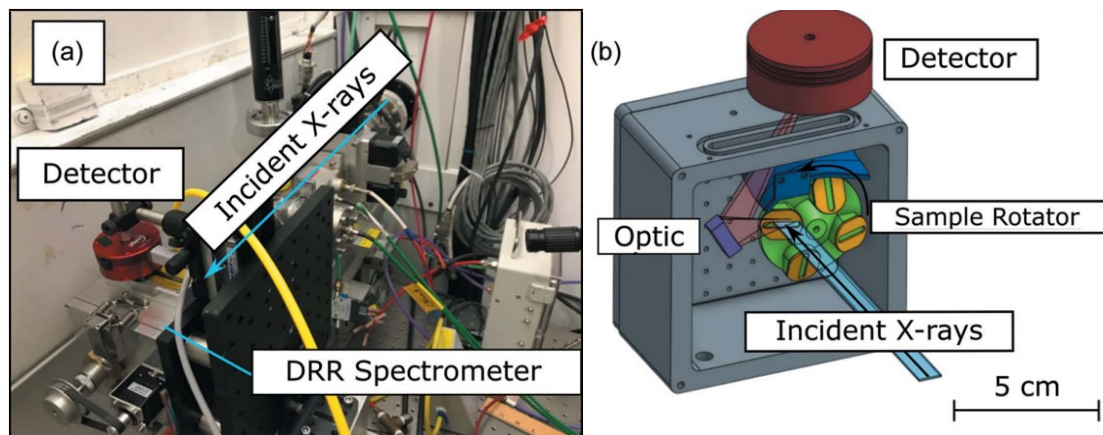 (a)
Incident X-rays
Detector
DRR Spectrometer
(b)
Detector
Optic
Sample Rotator
Incident X-rays
5 cm